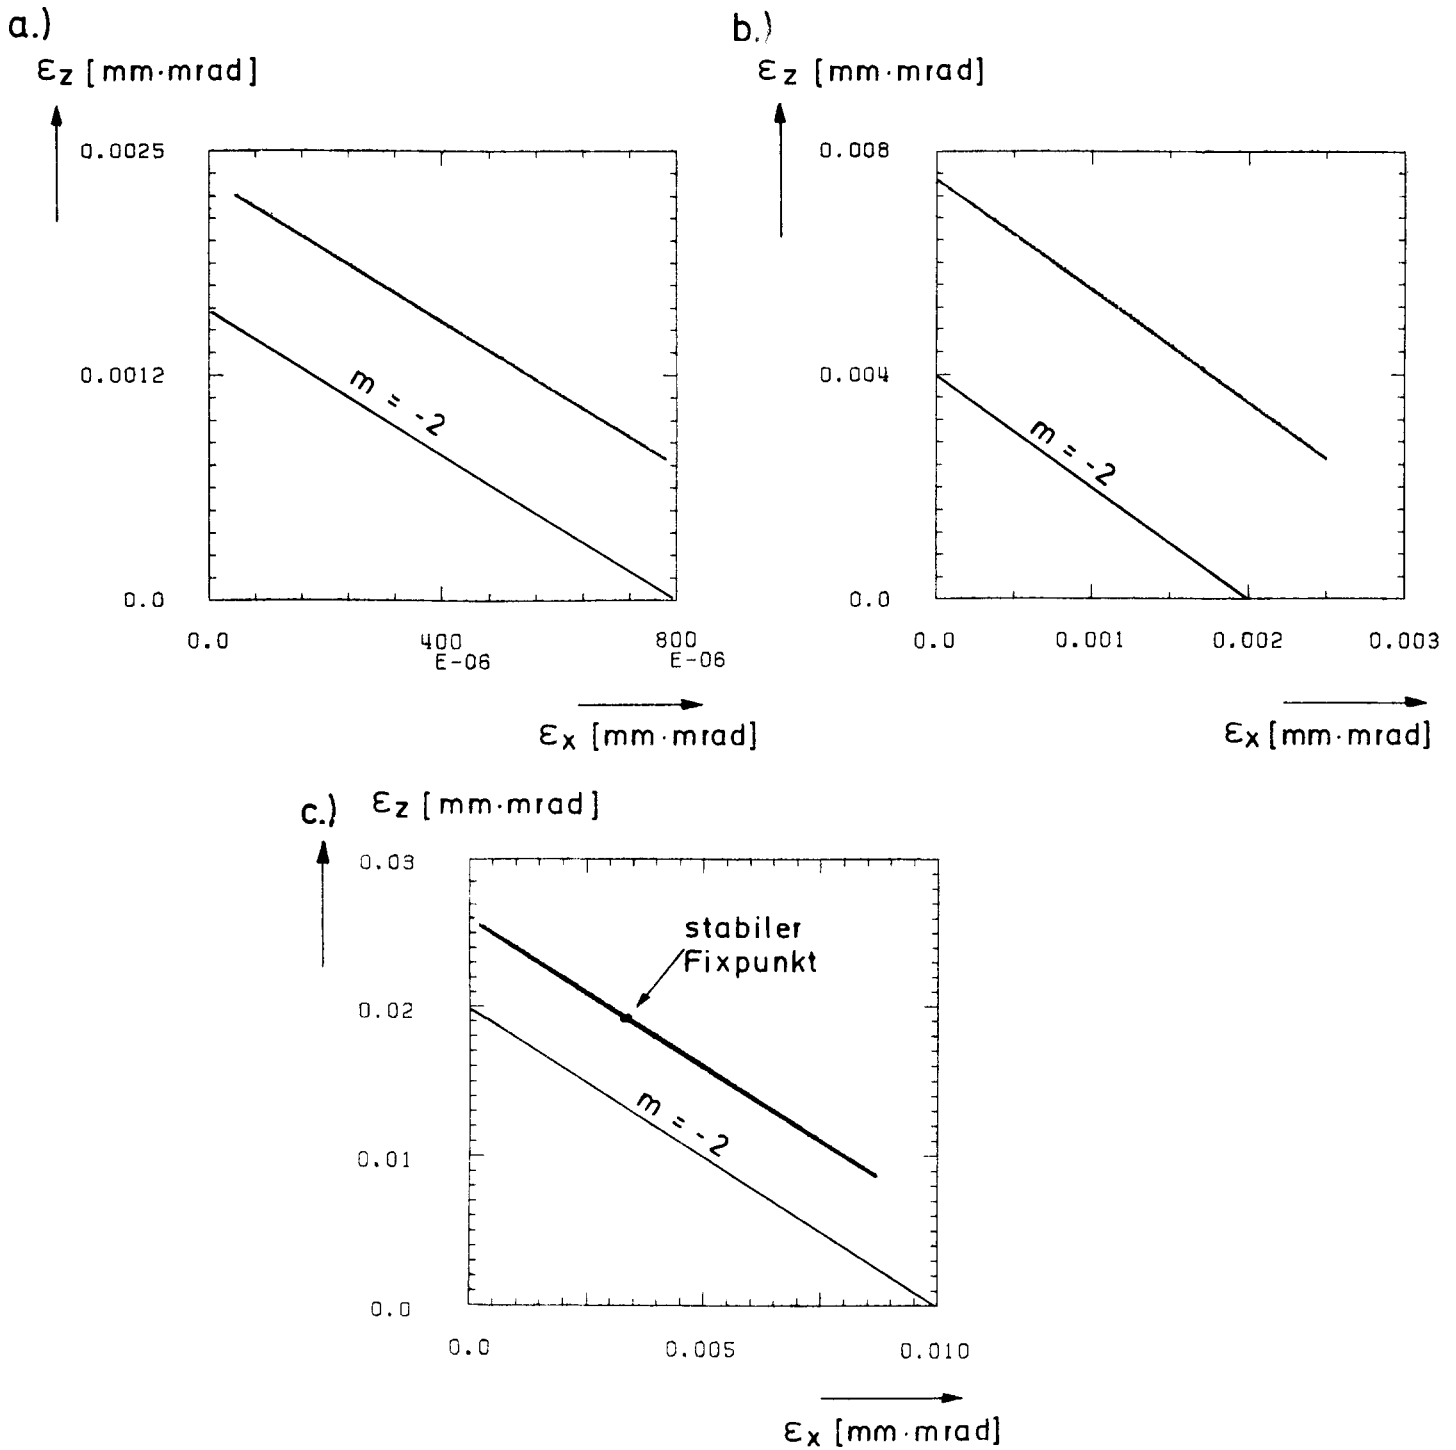 a.)
εz [mm·mrad]
0.0025
0.0012
0.0
m = -2
0.0 400 800
E-06 E-06
εx [mm·mrad]
b.)
εz [mm·mrad]
0.008
0.004
0.0
m = -2
0.0 0.001 0.002 0.003
εx [mm·mrad]
c.) εz [mm·mrad]
0.03
stabiler
Fixpunkt
0.02
m = -2
0.01
0.0
0.0 0.005 0.010
εx [mm·mrad]